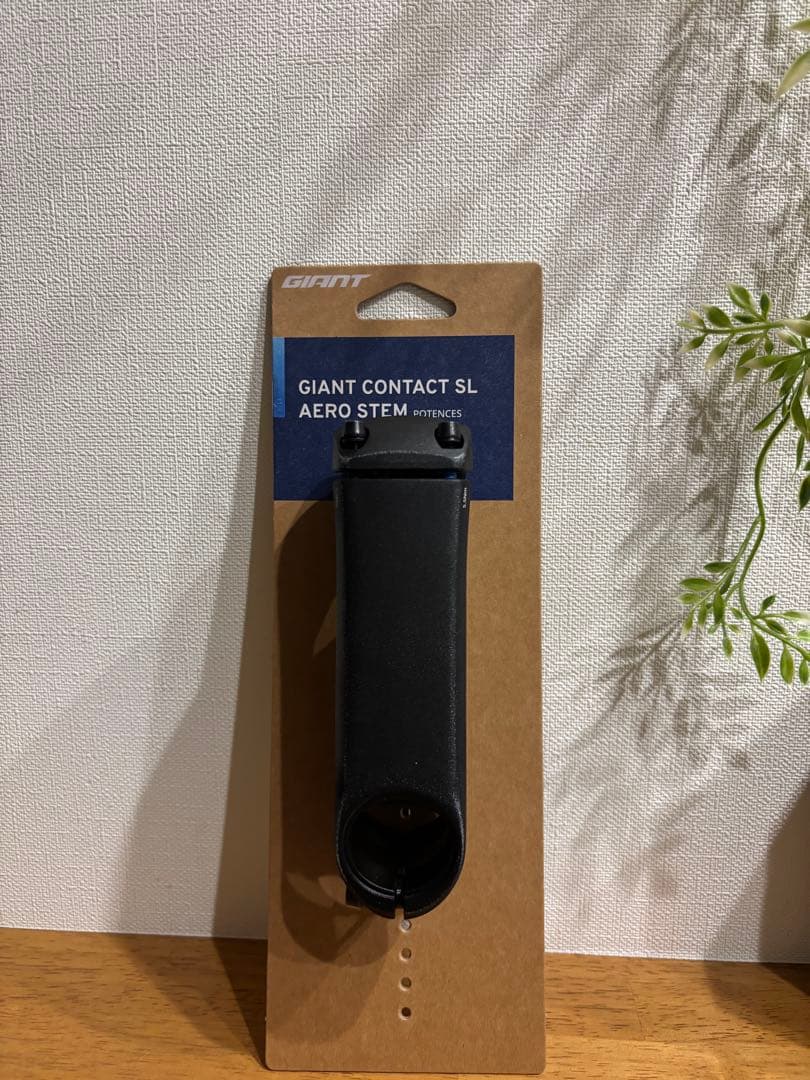 GIANT
GIANT CONTACT SL
AERO STEM POTENCES